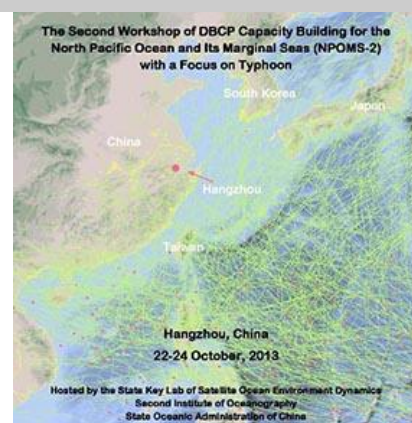 The Second Workshop of DBCP Capacity Building for the
North Pacific Ocean and Its Marginal Seas (NPOMS-2)
with a Focus on Typhoon
South Korea
Japan
China
Hangzhou
Taiwan
Hangzhou, China
22-24 October, 2013
Hosted by the State Key Lab of Satellite Ocean Environment Dynamics
Second Institute of Oceanography
State Oceanic Administration of China